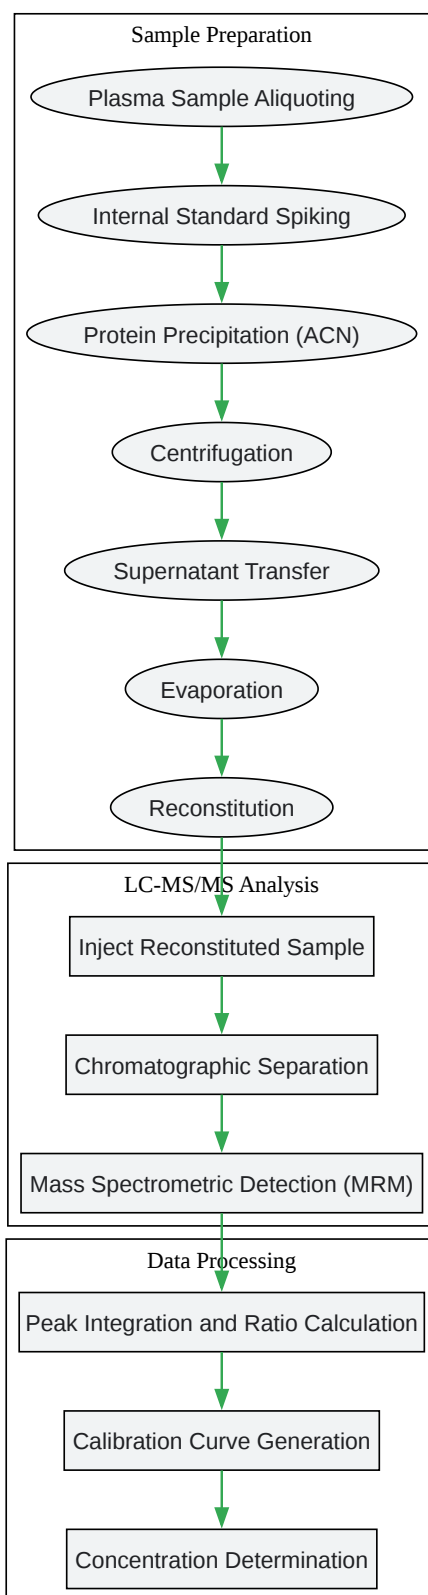 Sample Preparation
Plasma Sample Aliquoting
Internal Standard Spiking
Protein Precipitation (ACN)
Centrifugation
Supernatant Transfer
Evaporation
Reconstitution
LC-MS/MS Analysis
Inject Reconstituted Sample
Chromatographic Separation
Mass Spectrometric Detection (MRM)
Data Processing
Peak Integration and Ratio Calculation
Calibration Curve Generation
Concentration Determination